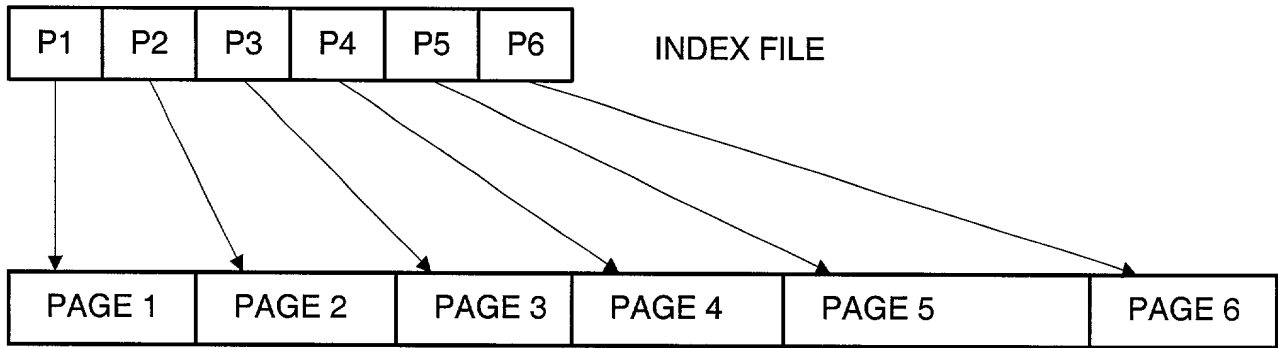 P1 P2 P3 P4 P5 P6 INDEX FILE
PAGE 1 PAGE 2 PAGE 3 PAGE 4 PAGE 5 PAGE 6